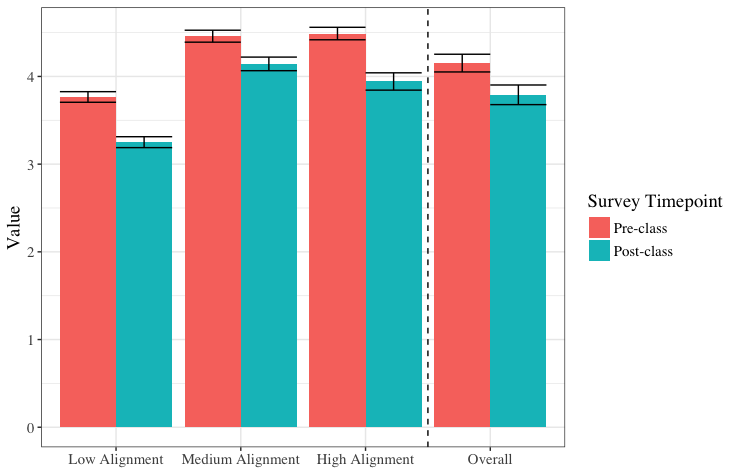 4
3
2
1
0
Value
Low Alignment
Medium Alignment
High Alignment
Overall
Survey Timepoint
Pre-class
Post-class